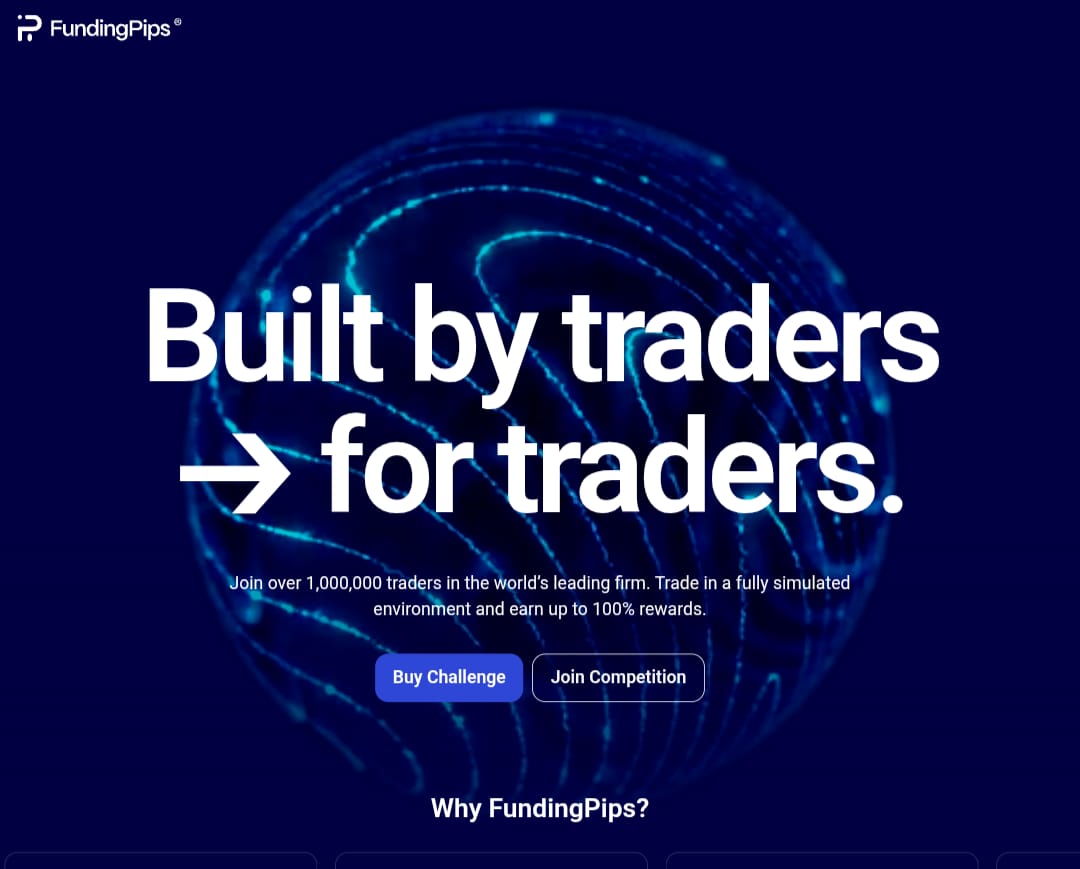 FundingPips®
Built by traders
→ for traders.
Join over 1,000,000 traders in the world’s leading firm. Trade in a fully simulated
environment and earn up to 100% rewards.
Buy Challenge
Join Competition
Why FundingPips?